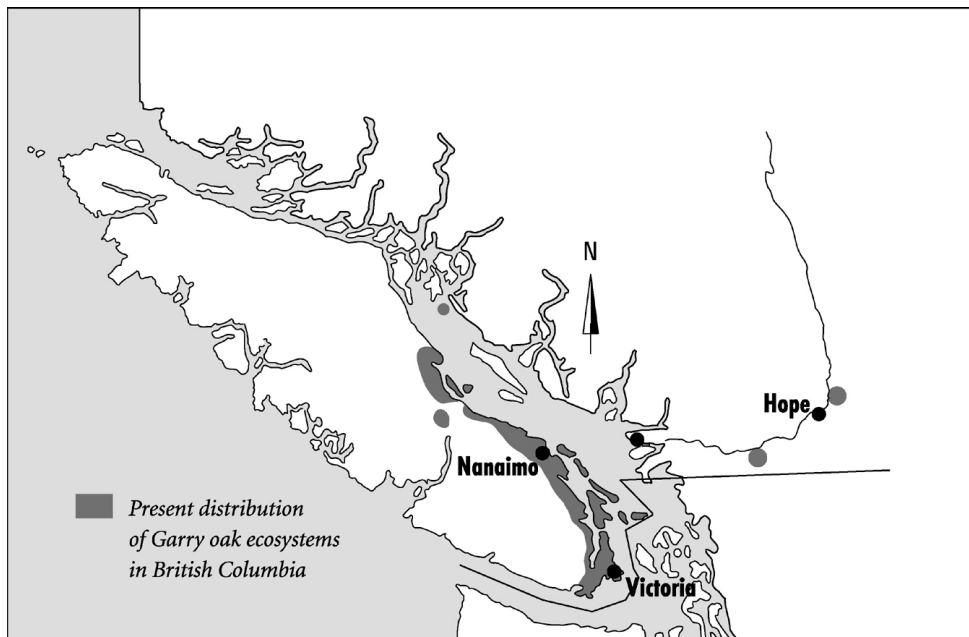 N
Hope
Nanaimo
Present distribution
of Garry oak ecosystems
in British Columbia
Victoria